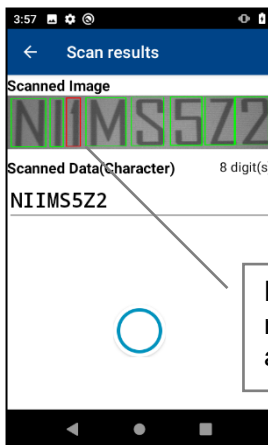 3:57
Scan results
Scanned Image
NI1MS5Z2
Scanned Data(Character) 8 digit(s
NIIMS5Z2